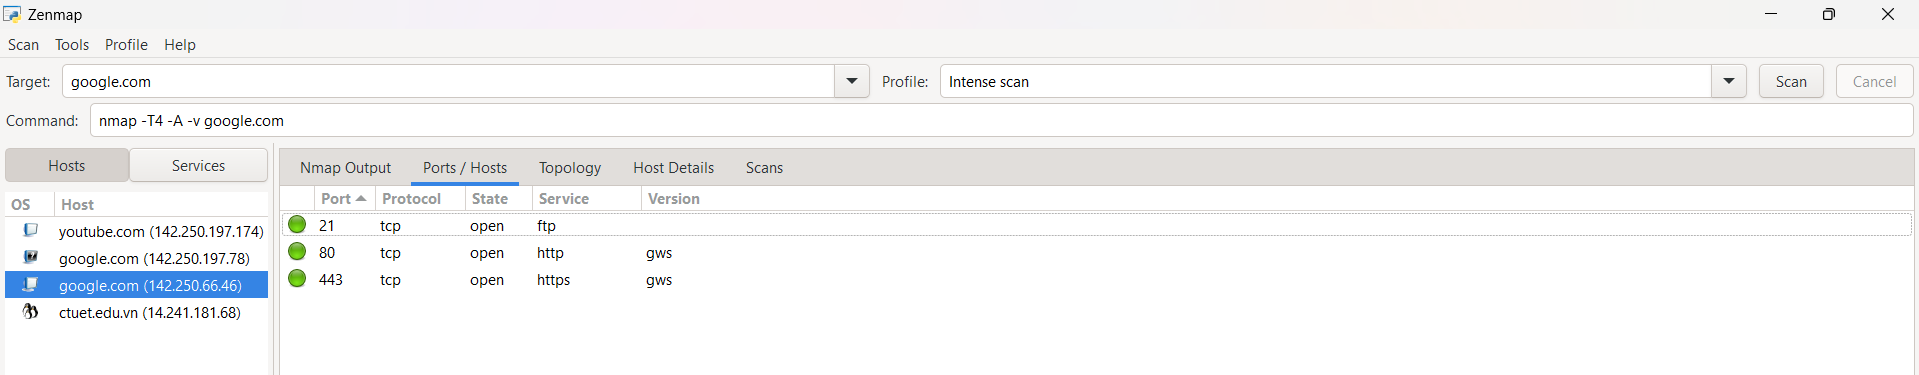 Zenmap
Scan Tools Profile Help
Target: google.com Profile: Intense scan Scan Cancel
Command: nmap -T4 -A -v google.com
Hosts Services
OS Host
youtube.com (142.250.197.174)
google.com (142.250.197.78)
google.com (142.250.66.46)
ctuet.edu.vn (14.241.181.68)
Nmap Output Ports / Hosts Topology Host Details Scans
Port Protocol State Service Version
21 tcp open ftp
80 tcp open http gws
443 tcp open https gws